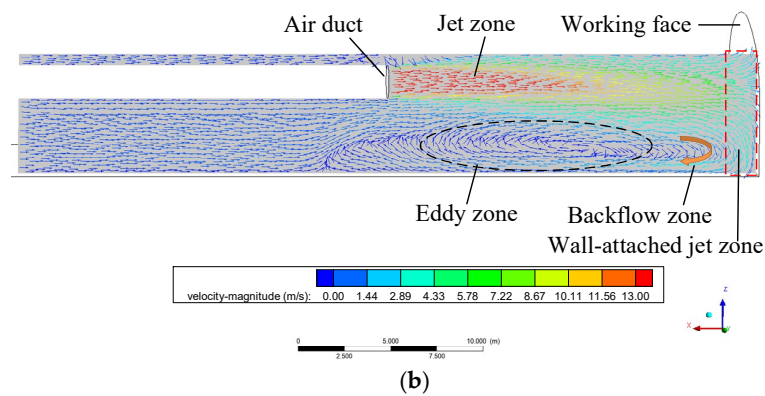 Air duct Jet zone Working face
Eddy zone Backflow zone
Wall-attached jet zone
velocity-magnitude (m/s): 0.00 1.44 2.89 4.33 5.78 7.22 8.67 10.11 11.56 13.00
Z
X Y
0 5.000 10.000 (m)
2.500 7.500
(b)